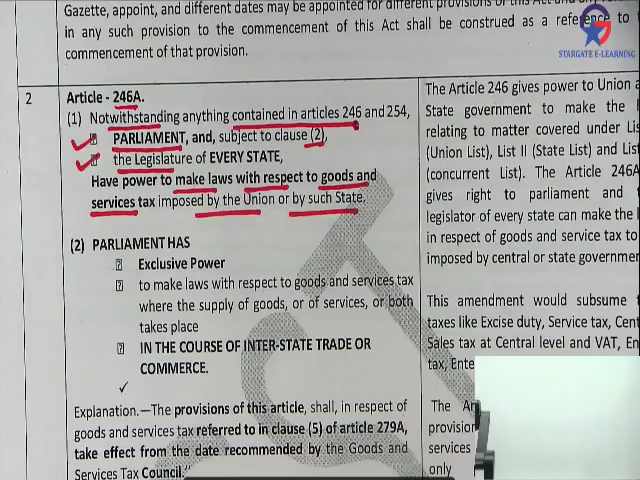 Gazette, appoint, and different dates may be appointed for different provisions of this Act and
in any such provision to the commencement of this Act shall be construed as a reference to
commencement of that provision.
STARGATE E-LEARNING
2
Article - 246A.
(1) Notwithstanding anything contained in articles 246 and 254,
PARLIAMENT, and, subject to clause (2),
the Legislature of EVERY STATE,
Have power to make laws with respect to goods and
services tax imposed by the Union or by such State.
(2) PARLIAMENT HAS
Exclusive Power
to make laws with respect to goods and services tax
where the supply of goods, or of services, or both
takes place
IN THE COURSE OF INTER-STATE TRADE OR
COMMERCE.
✓
Explanation.—The provisions of this article, shall, in respect of
goods and services tax referred to in clause (5) of article 279A,
take effect from the date recommended by the Goods and
Services Tax Council."
The Article 246 gives power to Union a
State government to make the
relating to matter covered under Lis
(Union List), List II (State List) and List
(concurrent List). The Article 246A
gives right to parliament and
legislator of every state can make the l
in respect of goods and service tax to
imposed by central or state governmer
This amendment would subsume
taxes like Excise duty, Service tax, Cent
Sales tax at Central level and VAT, En
tax, Ente
The Ar
provision
services
only